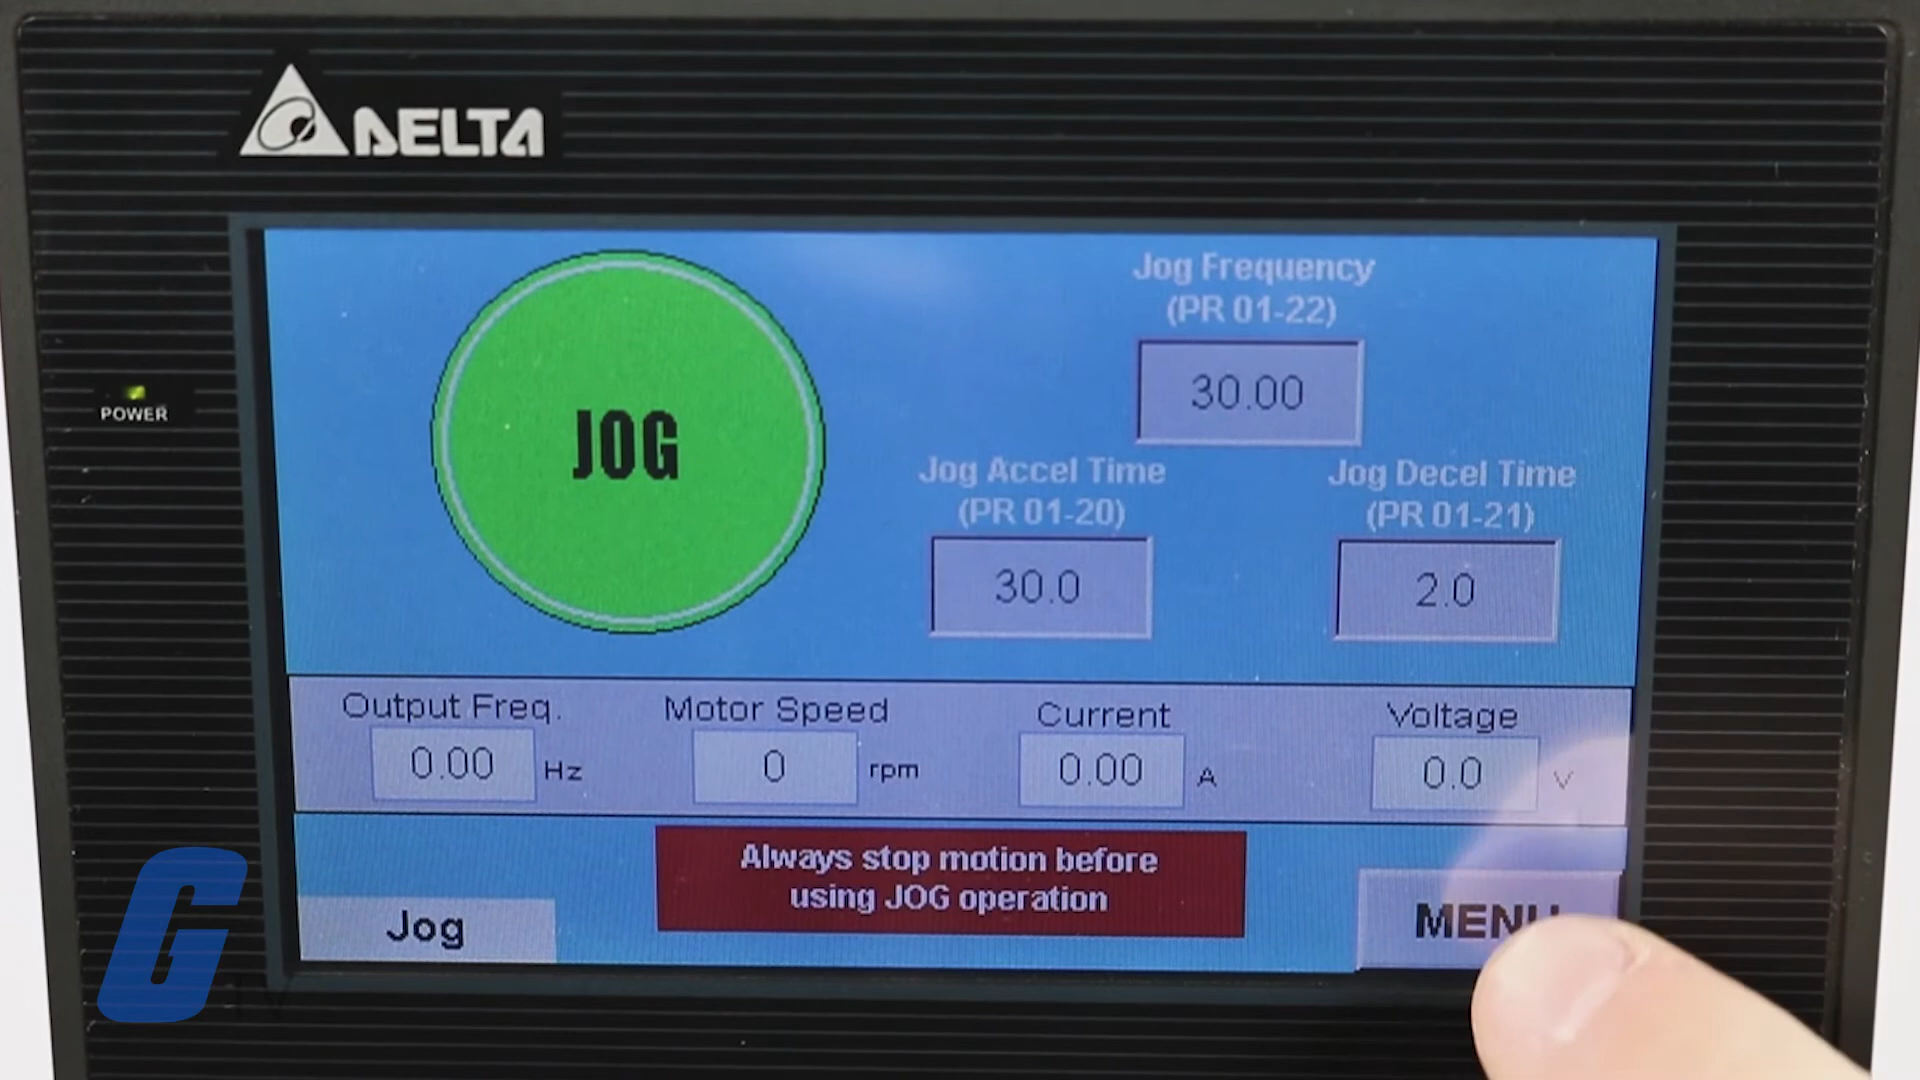 DELTA
POWER
JOG
Jog Frequency
(PR 01-22)
30.00
Jog Accel Time
(PR 01-20)
30.0
Jog Decel Time
(PR 01-21)
2.0
Output Freq.
0.00 Hz
Motor Speed
0 rpm
Current
0.00 A
Voltage
0.0 V
Always stop motion before
using JOG operation
Jog
MENU
G
TV